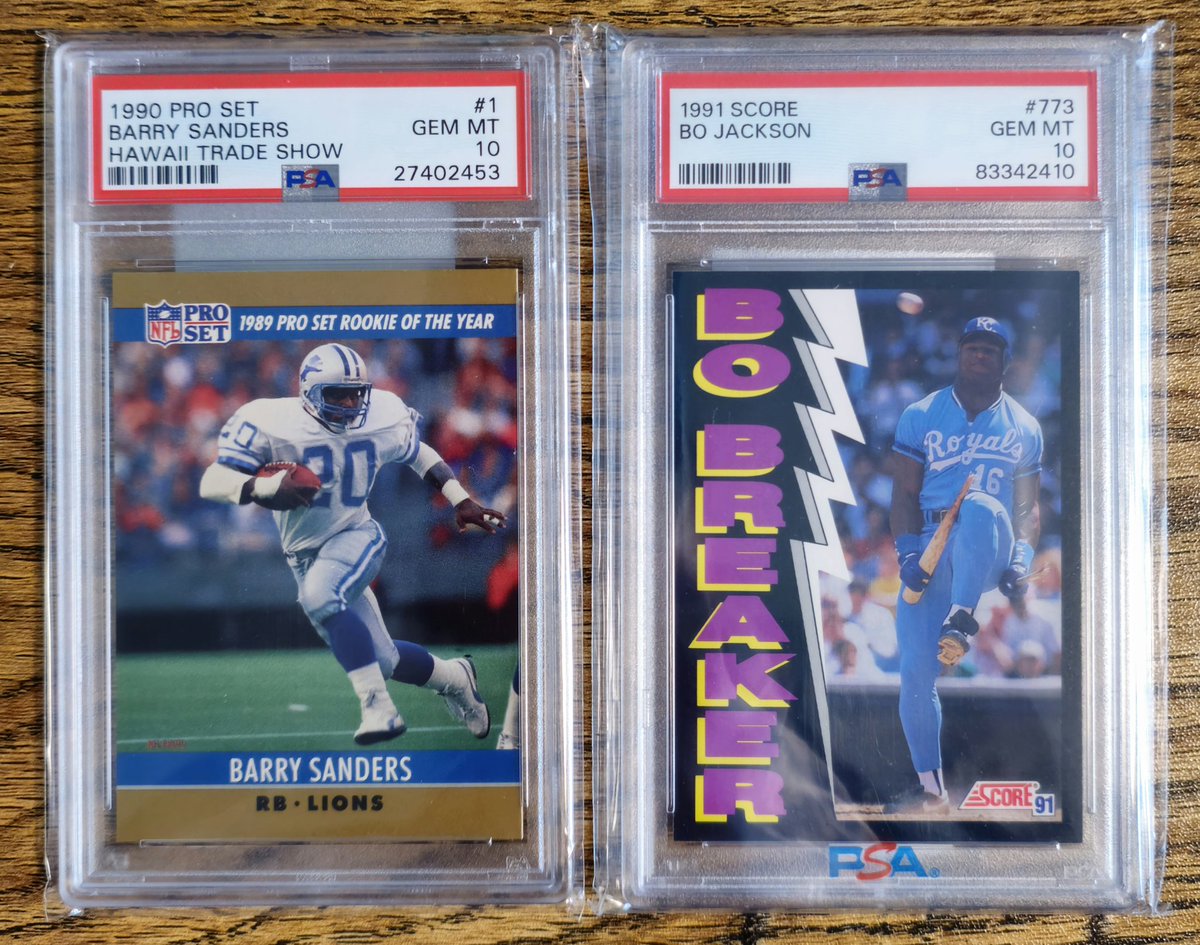 1990 PRO SET #1
BARRY SANDERS GEM MT
HAWAII TRADE SHOW 10
PSA 27402453
NFL PRO SET
1989 PRO SET ROOKIE OF THE YEAR
20
20
BARRY SANDERS
RB · LIONS
1991 SCORE #773
BO JACKSON GEM MT
10
PSA 83342410
BO
BREAKER
KC
Royals
16
SCORE 91
PSA®